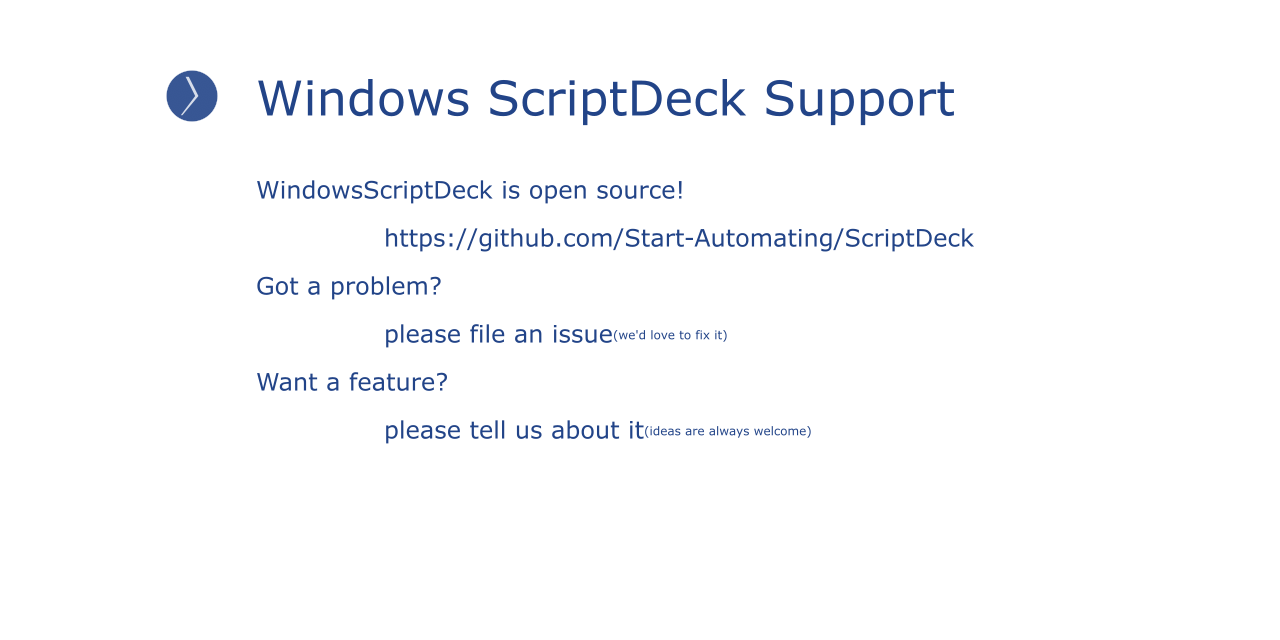 Windows ScriptDeck Support
WindowsScriptDeck is open source!
https://github.com/Start-Automating/ScriptDeck
Got a problem?
please file an issue(we'd love to fix it)
Want a feature?
please tell us about it(ideas are always welcome)